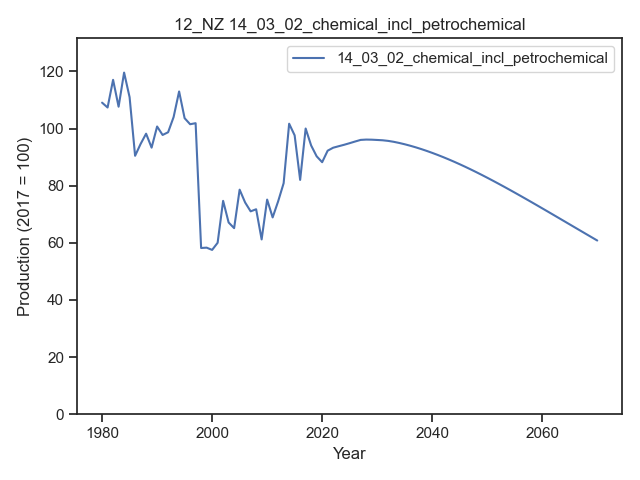 12_NZ 14_03_02_chemical_incl_petrochemical
14_03_02_chemical_incl_petrochemical
Production (2017 = 100)
120
100
80
60
40
20
0
1980 2000 2020 2040 2060
Year